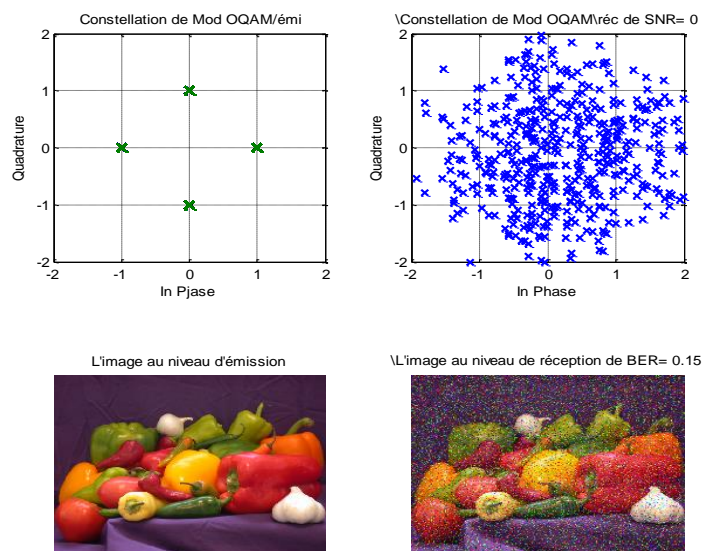 Constellation de Mod OQAM/émi
\Constellation de Mod OQAM\réc de SNR= 0
2
1
0
-1
-2
Quadrature
-2
-1
0
1
2
In Pjase
2
1
0
-1
-2
Quadrature
-2
-1
0
1
2
In Phase
L'image au niveau d'émission
\L'image au niveau de réception de BER= 0.15